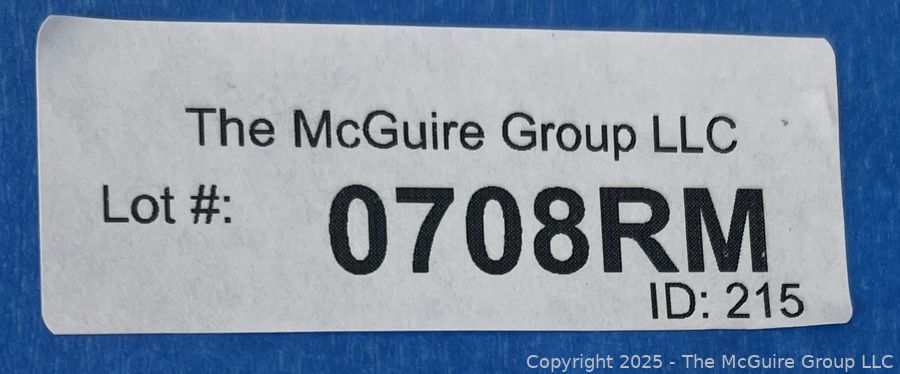 The McGuire Group LLC
Lot #: 0708RM
ID: 215
Copyright 2025 - The McGuire Group LLC